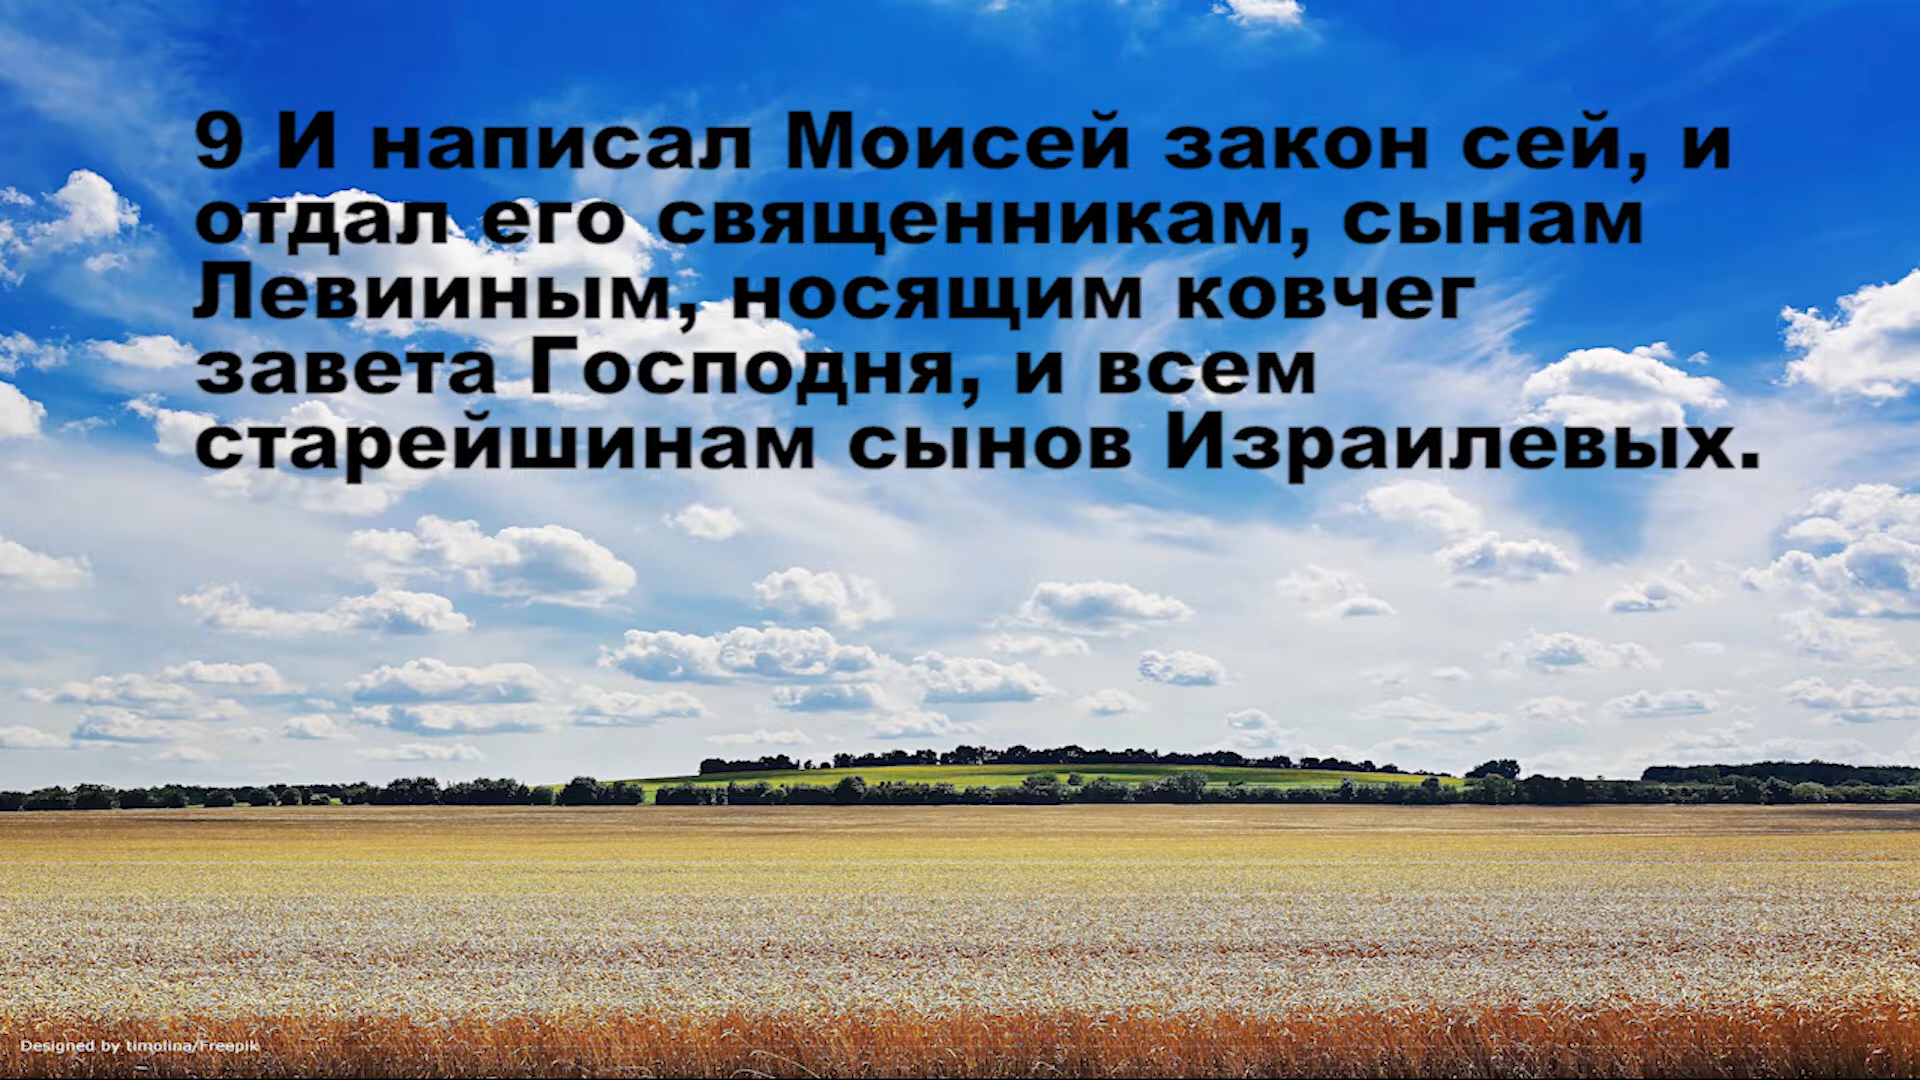 9 И написал Моисей закон сей, и
отдал его священникам, сынам
Левииным, носящим ковчег
завета Господня, и всем
старейшинам сынов Израилевых.
Designed by timolina/Freepik